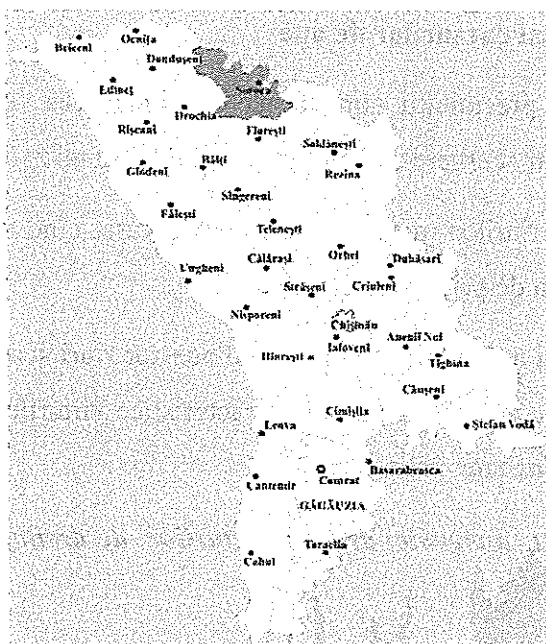 Ocnița
Briceni
Dondușeni
Edineț
Soroca
Drochia
Rîșcani
Florești
Șoldănești
Bălți
Glodeni
Rezina
Sîngerei
Fălești
Telenești
Orhei
Dubăsari
Călărași
Ungheni
Criuleni
Strășeni
Nisporeni
Chișinău
Ialoveni
Anenii Noi
Hîncești
Tighina
Căușeni
Cimișlia
Leova
Ștefan Vodă
Basarabeasca
Comrat
Cantemir
GĂGĂUZIA
Taraclia
Cahul